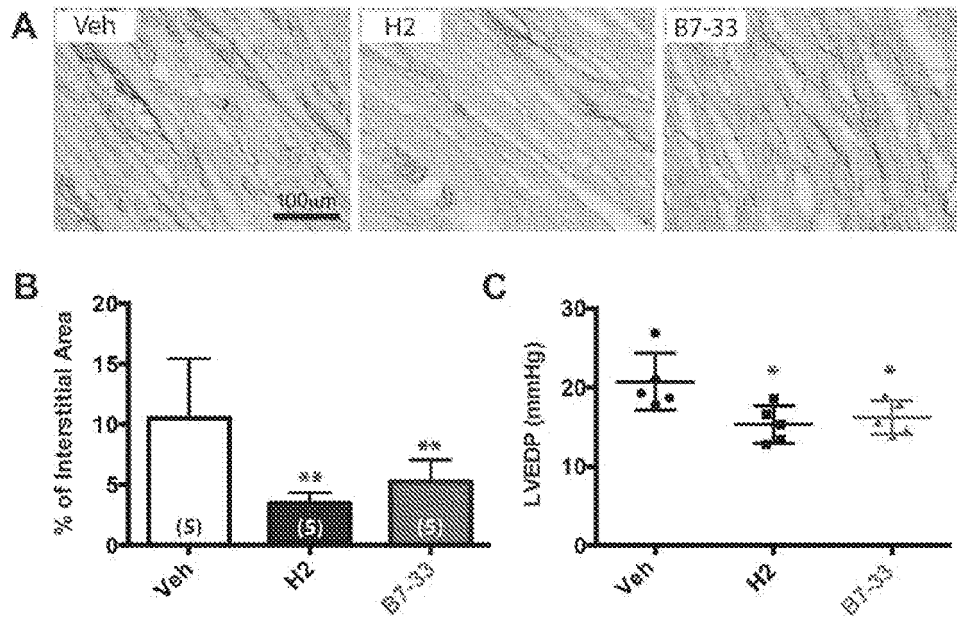 A
Veh
H2
B7-33
100µm
B
% of Interstitial Area
20
15
10
5
0
**
**
(5)
(5)
(5)
Veh
H2
B7-33
C
LVEDP (mmHg)
30
20
10
0
*
*
Veh
H2
B7-33